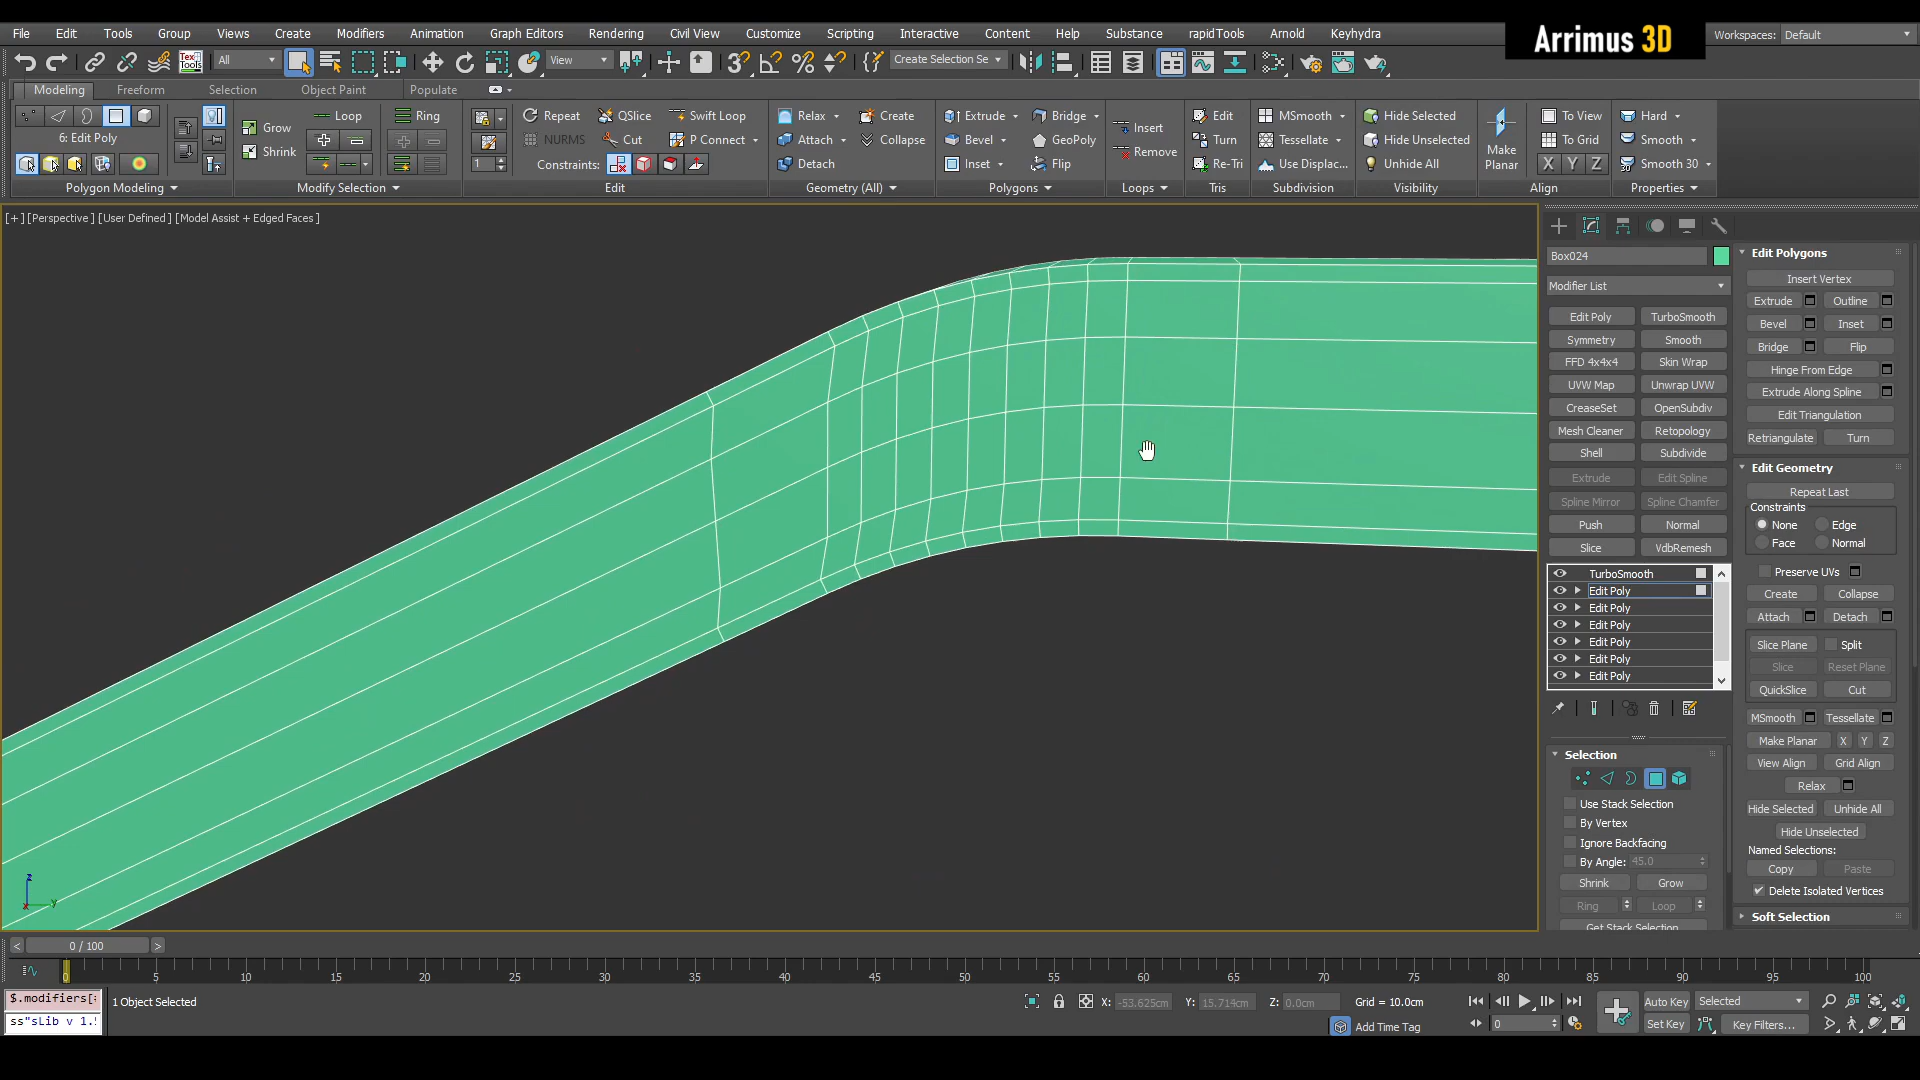 File Edit Tools Group Views Create Modifiers Animation Graph Editors Rendering Civil View Customize Scripting Interactive Content Help Substance rapidTools Arnold Keyhydra
Arrimus 3D
Workspaces: Default
TexTools All View Create Selection Se
Modeling Freeform Selection Object Paint Populate
Grow Loop Ring Repeat QSlice Swift Loop Relax Create Extrude Bridge Insert Edit MSmooth Hide Selected To View Hard
6: Edit Poly NURMS Cut P Connect Attach Collapse Bevel GeoPoly Remove Turn Tessellate Hide Unselected Make Planar To Grid Smooth
Shrink 1 Constraints: Detach Inset Flip Re-Tri Use Displac... Unhide All X Y Z Smooth 30
Polygon Modeling Modify Selection Edit Geometry (All) Polygons Loops Tris Subdivision Visibility Align Properties
[+] [Perspective] [User Defined] [Model Assist + Edged Faces]
Box024
Modifier List
Edit Poly TurboSmooth
Symmetry Smooth
FFD 4x4x4 Skin Wrap
UVW Map Unwrap UVW
CreaseSet OpenSubdiv
Mesh Cleaner Retopology
Shell Subdivide
Extrude Edit Spline
Spline Mirror Spline Chamfer
Push Normal
Slice VdbRemesh
TurboSmooth
Edit Poly
Edit Poly
Edit Poly
Edit Poly
Edit Poly
Edit Poly
Selection
Use Stack Selection
By Vertex
Ignore Backfacing
By Angle: 45.0
Shrink Grow
Ring Loop
Get Stack Selection
Edit Polygons
Insert Vertex
Extrude Outline
Bevel Inset
Bridge Flip
Hinge From Edge
Extrude Along Spline
Edit Triangulation
Retriangulate Turn
Edit Geometry
Repeat Last
Constraints
None Edge
Face Normal
Preserve UVs
Create Collapse
Attach Detach
Slice Plane Split
Slice Reset Plane
QuickSlice Cut
MSmooth Tessellate
Make Planar X Y Z
View Align Grid Align
Relax
Hide Selected Unhide All
Hide Unselected
Named Selections:
Copy Paste
Delete Isolated Vertices
Soft Selection
z
x y
< 0 / 100 >
0 5 10 15 20 25 30 35 40 45 50 55 60 65 70 75 80 85 90 95 100
$.modifiers[
1 Object Selected
X: -53.625cm Y: 15.714cm Z: 0.0cm Grid = 10.0cm Auto Key Selected
ss"sLib v 1.
Add Time Tag 0 Set Key Key Filters...